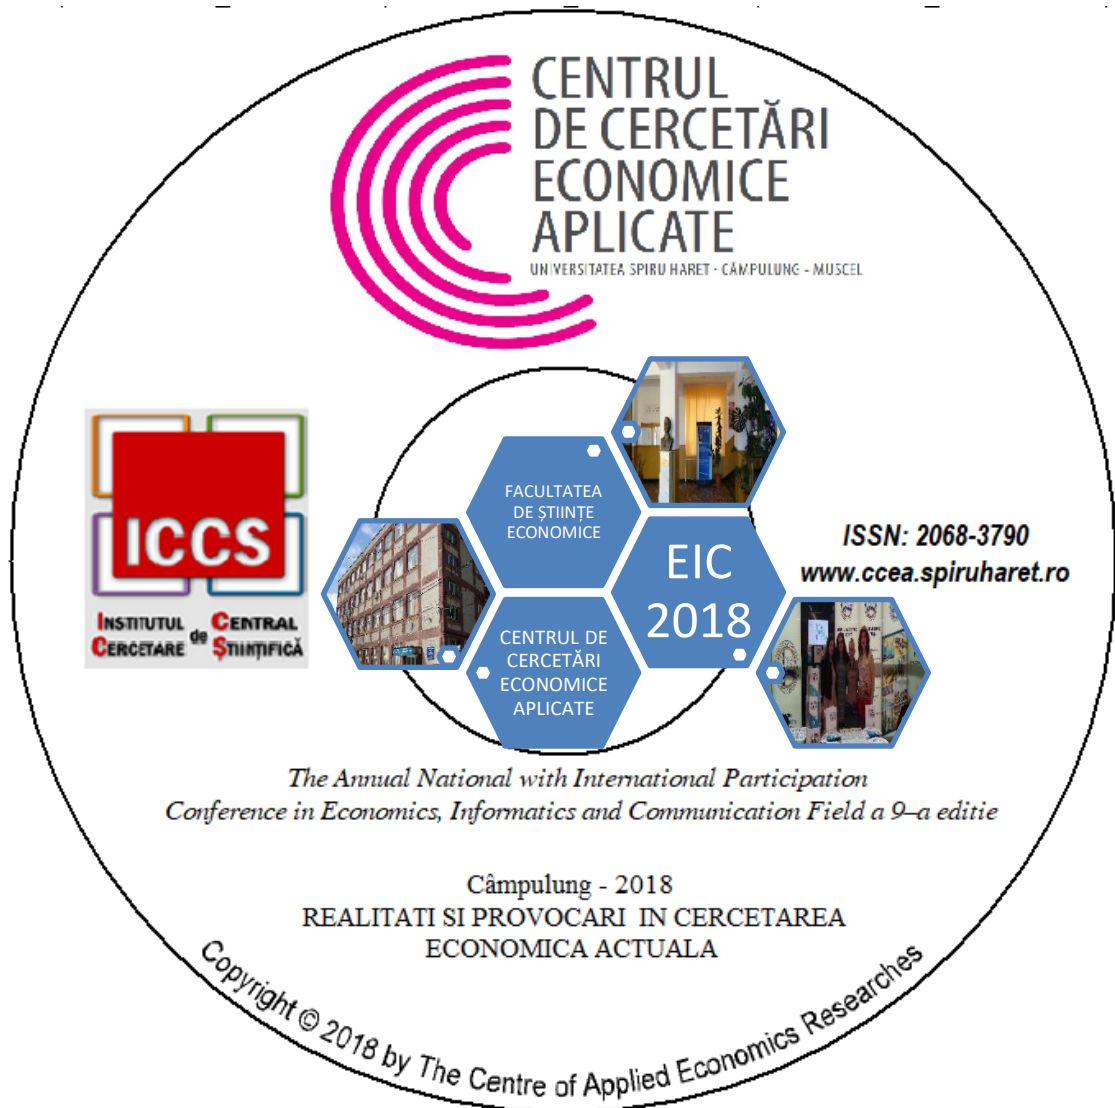 CENTRUL
DE CERCETĂRI
ECONOMICE
APLICATE
UNIVERSITATEA SPIRU HARET · CÂMPULUNG - MUSCEL
FACULTATEA
DE ȘTIINȚE
ECONOMICE
ICCS
INSTITUTUL de CENTRAL
CERCETARE ȘTIINȚIFICĂ
EIC
2018
ISSN: 2068-3790
www.ccea.spiruharet.ro
CENTRUL DE
CERCETĂRI
ECONOMICE
APLICATE
The Annual National with International Participation
Conference in Economics, Informatics and Communication Field a 9–a editie
Câmpulung - 2018
REALITATI SI PROVOCARI IN CERCETAREA
ECONOMICA ACTUALA
Copyright © 2018 by The Centre of Applied Economics Researches